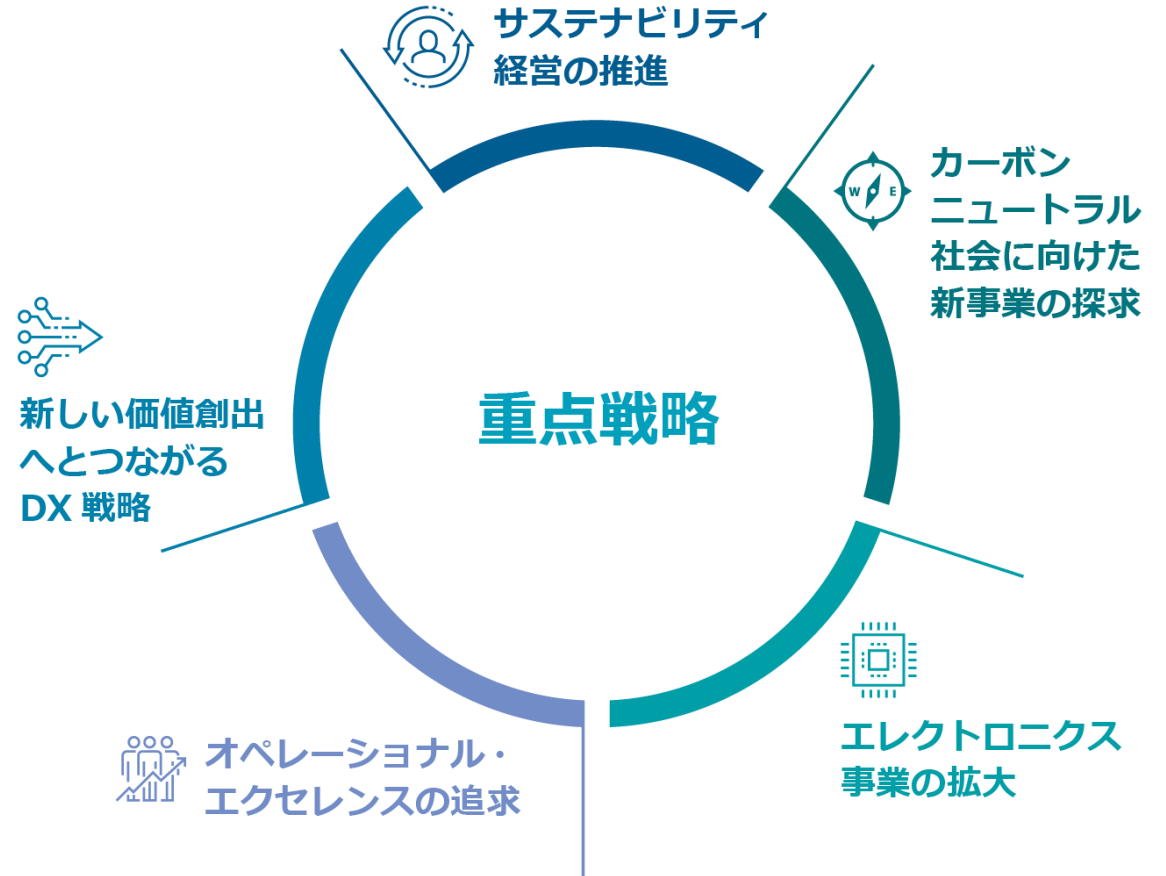 サステナビリティ
経営の推進
カーボン
ニュートラル
社会に向けた
新事業の探求
W E
重点戦略
新しい価値創出
へとつながる
DX 戦略
エレクトロニクス
事業の拡大
オペレーショナル・
エクセレンスの追求